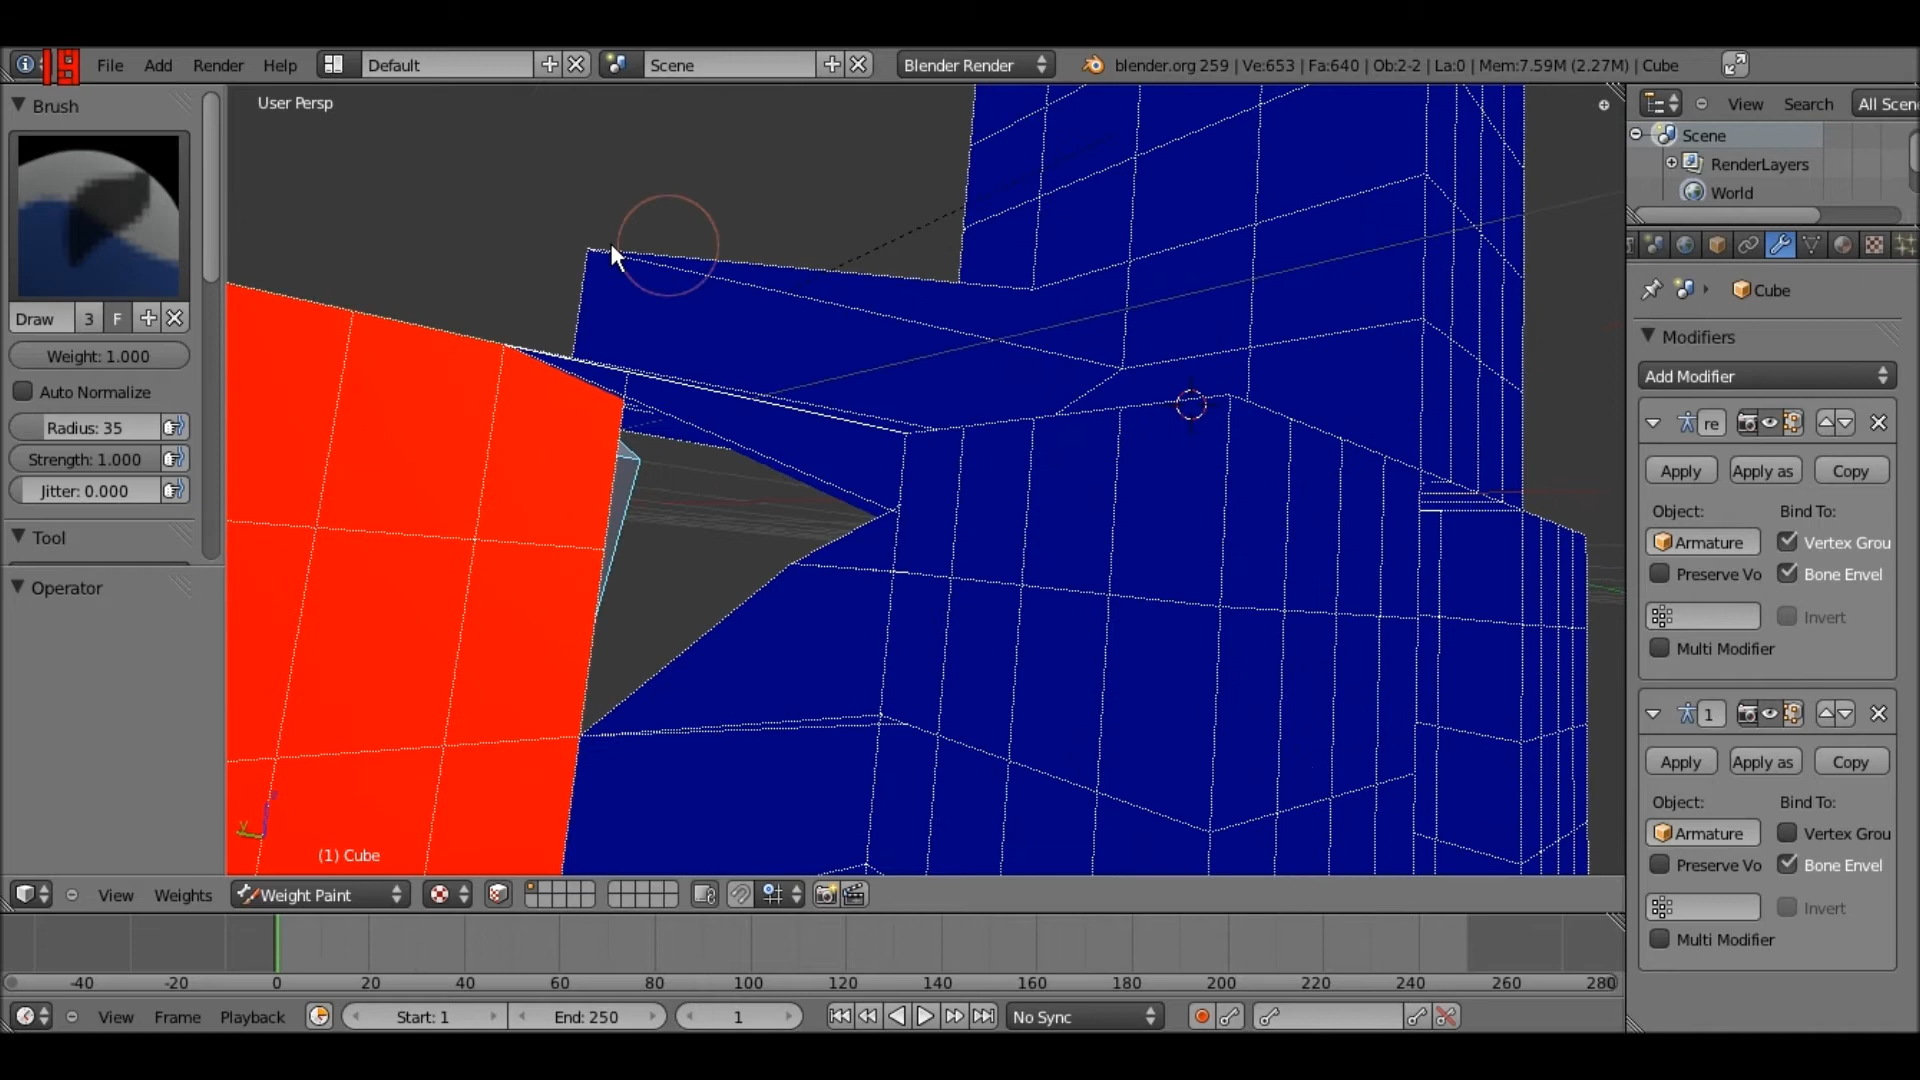 File Add Render Help Default Scene Blender Render blender.org 259 | Ve:653 | Fa:640 | Ob:2-2 | La:0 | Mem:7.59M (2.27M) | Cube
Brush
User Persp
View Search All Scen
Scene
RenderLayers
World
Cube
Draw 3 F
Modifiers
Weight: 1.000
Add Modifier
Auto Normalize
Radius: 35
re
Strength: 1.000
Apply Apply as Copy
Jitter: 0.000
Object: Bind To:
Tool
Armature Vertex Grou
Preserve Vo Bone Envel
Operator
Invert
Multi Modifier
1
Apply Apply as Copy
Object: Bind To:
Armature Vertex Grou
Preserve Vo Bone Envel
y
(1) Cube
View Weights Weight Paint
Invert
Multi Modifier
-40 -20 0 20 40 60 80 100 120 140 160 180 200 220 240 260 280
View Frame Playback Start: 1 End: 250 1 No Sync